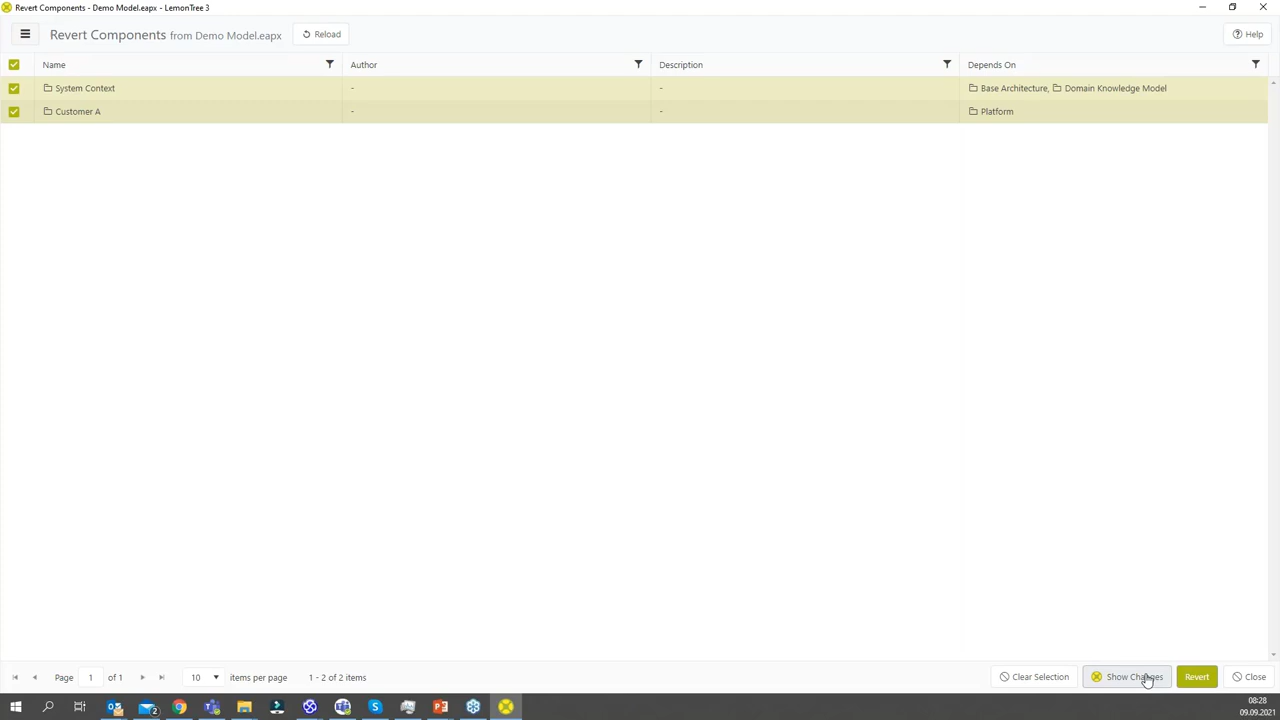 Revert Components - Demo Model.eapx - LemonTree 3
Revert Components from Demo Model.eapx Reload Help
Name Author Description Depends On
System Context - - Base Architecture, Domain Knowledge Model
Customer A - - Platform
Page 1 of 1 10 items per page 1 - 2 of 2 items Clear Selection Show Changes Revert Close
08:28
09.09.2021